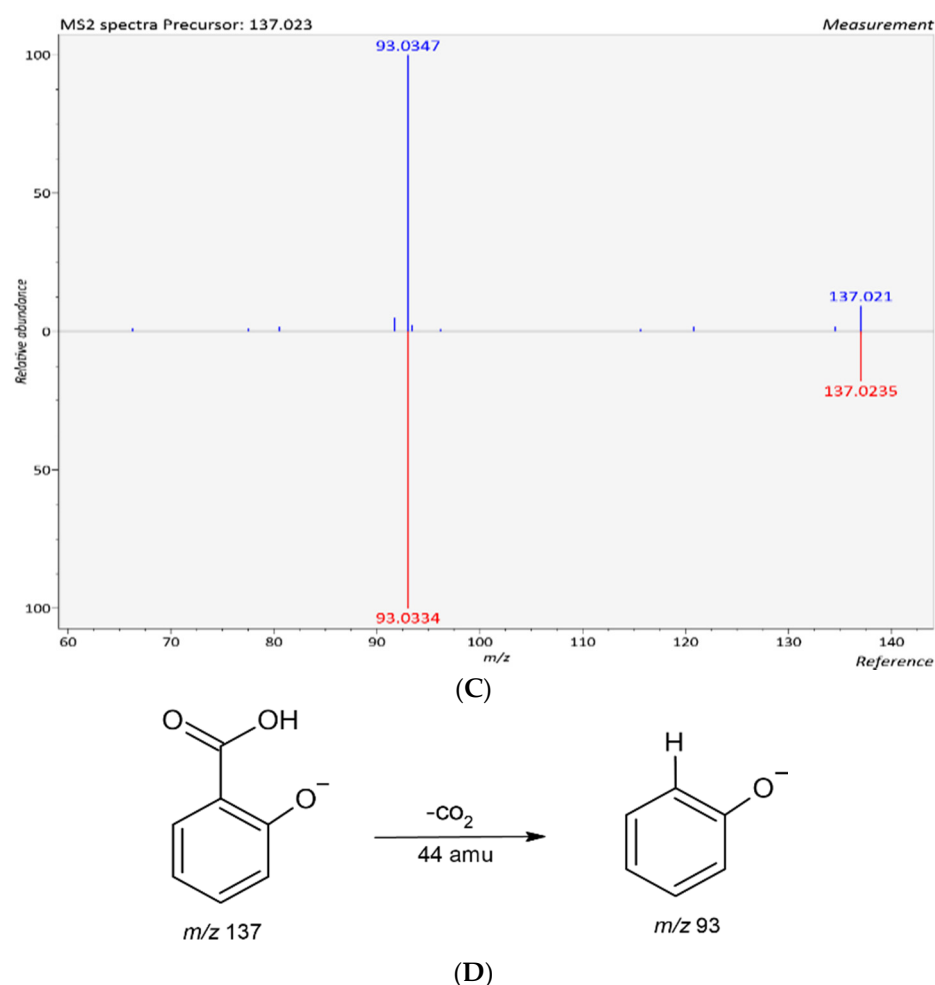 MS2 spectra Precursor: 137.023
Measurement
93.0347
100
50
137.021
0
137.0235
50
100
93.0334
60 70 80 90 100 110 120 130 140
m/z
Reference
Relative abundance
(C)
O OH
O−
-CO2
44 amu
m/z 137
H
O−
m/z 93
(D)